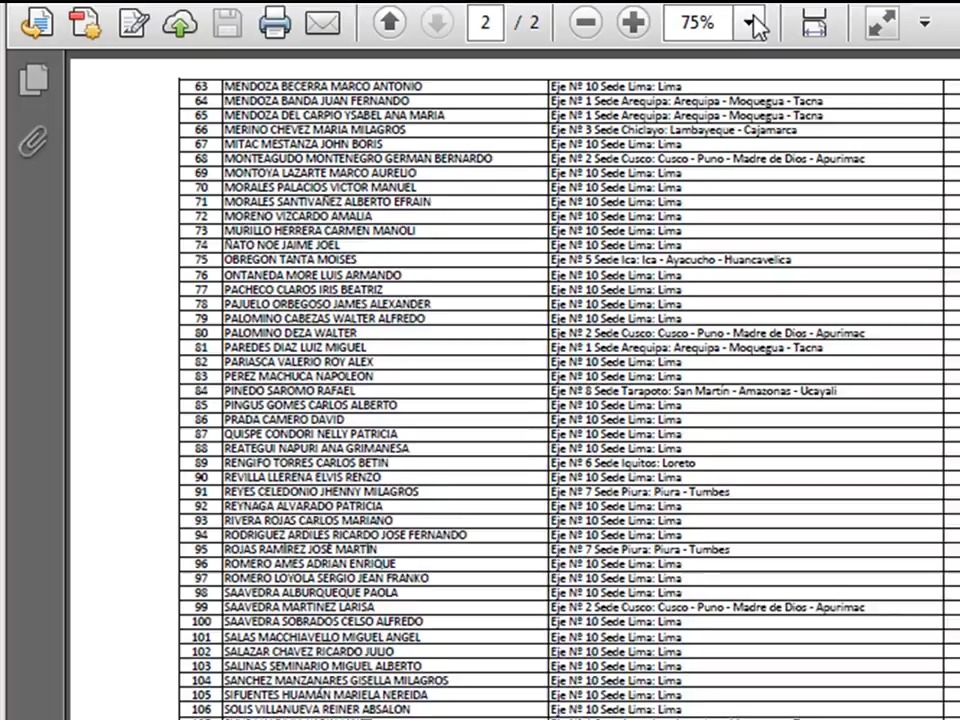 2 / 2 75%
63 MENDOZA BECERRA MARCO ANTONIO Eje Nº 10 Sede Lima: Lima
64 MENDOZA BANDA JUAN FERNANDO Eje Nº 1 Sede Arequipa: Arequipa - Moquegua - Tacna
65 MENDOZA DEL CARPIO YSABEL ANA MARIA Eje Nº 1 Sede Arequipa: Arequipa - Moquegua - Tacna
66 MERINO CHEVEZ MARIA MILAGROS Eje Nº 3 Sede Chiclayo: Lambayeque - Cajamarca
67 MITAC MESTANZA JOHN BORIS Eje Nº 10 Sede Lima: Lima
68 MONTEAGUDO MONTENEGRO GERMAN BERNARDO Eje Nº 2 Sede Cusco: Cusco - Puno - Madre de Dios - Apurimac
69 MONTOYA LAZARTE MARCO AURELIO Eje Nº 10 Sede Lima: Lima
70 MORALES PALACIOS VICTOR MANUEL Eje Nº 10 Sede Lima: Lima
71 MORALES SANTIVAÑEZ ALBERTO EFRAIN Eje Nº 10 Sede Lima: Lima
72 MORENO VIZCARDO AMALIA Eje Nº 10 Sede Lima: Lima
73 MURILLO HERRERA CARMEN MANOLI Eje Nº 10 Sede Lima: Lima
74 ÑATO NOE JAIME JOEL Eje Nº 10 Sede Lima: Lima
75 OBREGON TANTA MOISES Eje Nº 5 Sede Ica: Ica - Ayacucho - Huancavelica
76 ONTANEDA MORE LUIS ARMANDO Eje Nº 10 Sede Lima: Lima
77 PACHECO CLAROS IRIS BEATRIZ Eje Nº 10 Sede Lima: Lima
78 PAJUELO ORBEGOSO JAMES ALEXANDER Eje Nº 10 Sede Lima: Lima
79 PALOMINO CABEZAS WALTER ALFREDO Eje Nº 10 Sede Lima: Lima
80 PALOMINO DEZA WALTER Eje Nº 2 Sede Cusco: Cusco - Puno - Madre de Dios - Apurimac
81 PAREDES DIAZ LUIZ MIGUEL Eje Nº 1 Sede Arequipa: Arequipa - Moquegua - Tacna
82 PARIASCA VALERIO ROY ALEX Eje Nº 10 Sede Lima: Lima
83 PEREZ MACHUCA NAPOLEON Eje Nº 10 Sede Lima: Lima
84 PINEDO SAROMO RAFAEL Eje Nº 8 Sede Tarapoto: San Martín - Amazonas - Ucayali
85 PINGUS GOMES CARLOS ALBERTO Eje Nº 10 Sede Lima: Lima
86 PRADA CAMERO DAVID Eje Nº 10 Sede Lima: Lima
87 QUISPE CONDORI NELLY PATRICIA Eje Nº 10 Sede Lima: Lima
88 REATEGUI NAPURI ANA GRIMANESA Eje Nº 10 Sede Lima: Lima
89 RENGIFO TORRES CARLOS BETIN Eje Nº 6 Sede Iquitos: Loreto
90 REVILLA LLERENA ELVIS RENZO Eje Nº 10 Sede Lima: Lima
91 REYES CELEDONIO JHENNY MILAGROS Eje Nº 7 Sede Piura: Piura - Tumbes
92 REYNAGA ALVARADO PATRICIA Eje Nº 10 Sede Lima: Lima
93 RIVERA ROJAS CARLOS MARIANO Eje Nº 10 Sede Lima: Lima
94 RODRIGUEZ ARDILES RICARDO JOSE FERNANDO Eje Nº 10 Sede Lima: Lima
95 ROJAS RAMÍREZ JOSÉ MARTÍN Eje Nº 7 Sede Piura: Piura - Tumbes
96 ROMERO AMES ADRIAN ENRIQUE Eje Nº 10 Sede Lima: Lima
97 ROMERO LOYOLA SERGIO JEAN FRANKO Eje Nº 10 Sede Lima: Lima
98 SAAVEDRA ALBURQUEQUE PAOLA Eje Nº 10 Sede Lima: Lima
99 SAAVEDRA MARTINEZ LARISA Eje Nº 2 Sede Cusco: Cusco - Puno - Madre de Dios - Apurimac
100 SAAVEDRA SOBRADOS CELSO ALFREDO Eje Nº 10 Sede Lima: Lima
101 SALAS MACCHIAVELLO MIGUEL ANGEL Eje Nº 10 Sede Lima: Lima
102 SALAZAR CHAVEZ RICARDO JULIO Eje Nº 10 Sede Lima: Lima
103 SALINAS SEMINARIO MIGUEL ALBERTO Eje Nº 10 Sede Lima: Lima
104 SANCHEZ MANZANARES GISELLA MILAGROS Eje Nº 10 Sede Lima: Lima
105 SIFUENTES HUAMÁN MARIELA NEREIDA Eje Nº 10 Sede Lima: Lima
106 SOLIS VILLANUEVA REINER ABSALON Eje Nº 10 Sede Lima: Lima